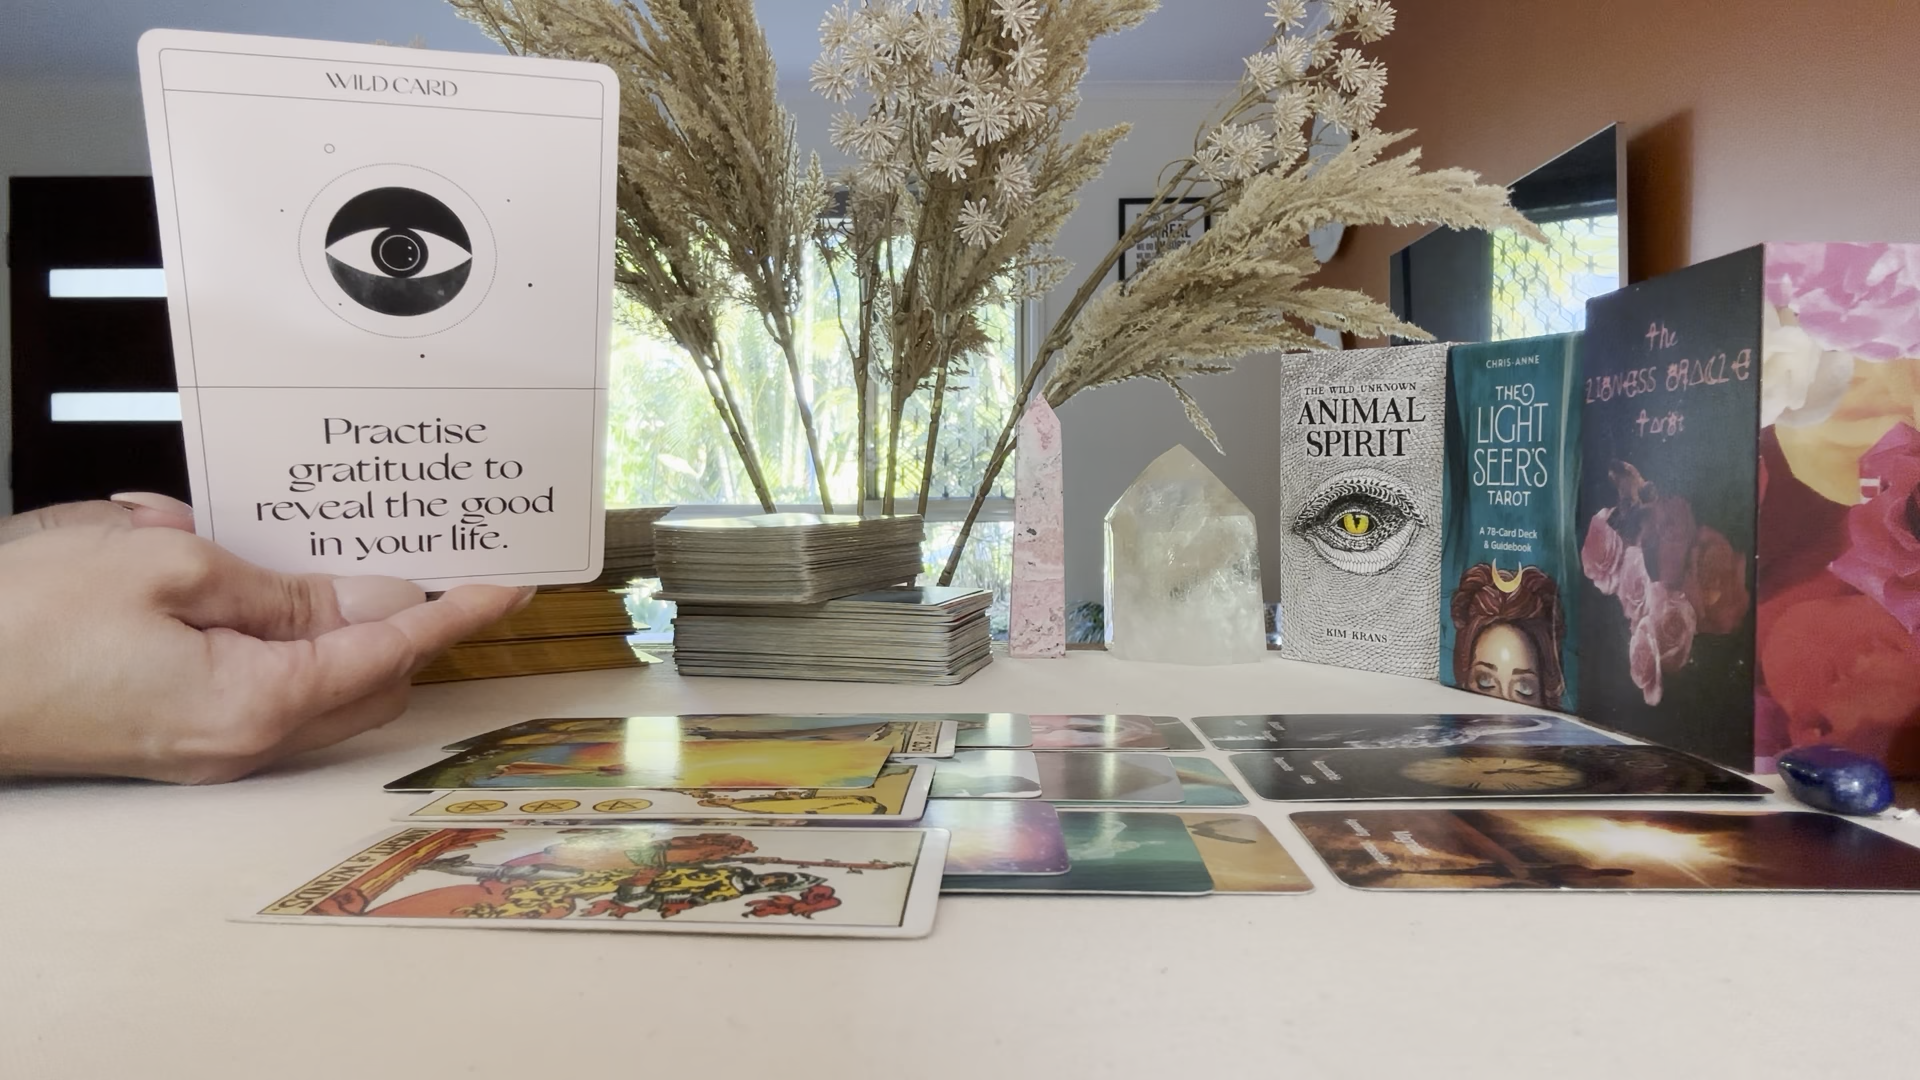 WILD CARD
Practise
gratitude to
reveal the good
in your life.
THE WILD UNKNOWN
ANIMAL
SPIRIT
KIM KRANS
CHRIS-ANNE
THE
LIGHT
SEER'S
TAROT
A 78-Card Deck
& Guidebook
the
LIONESS ORACLE
tarot
KNIGHT of WANDS.